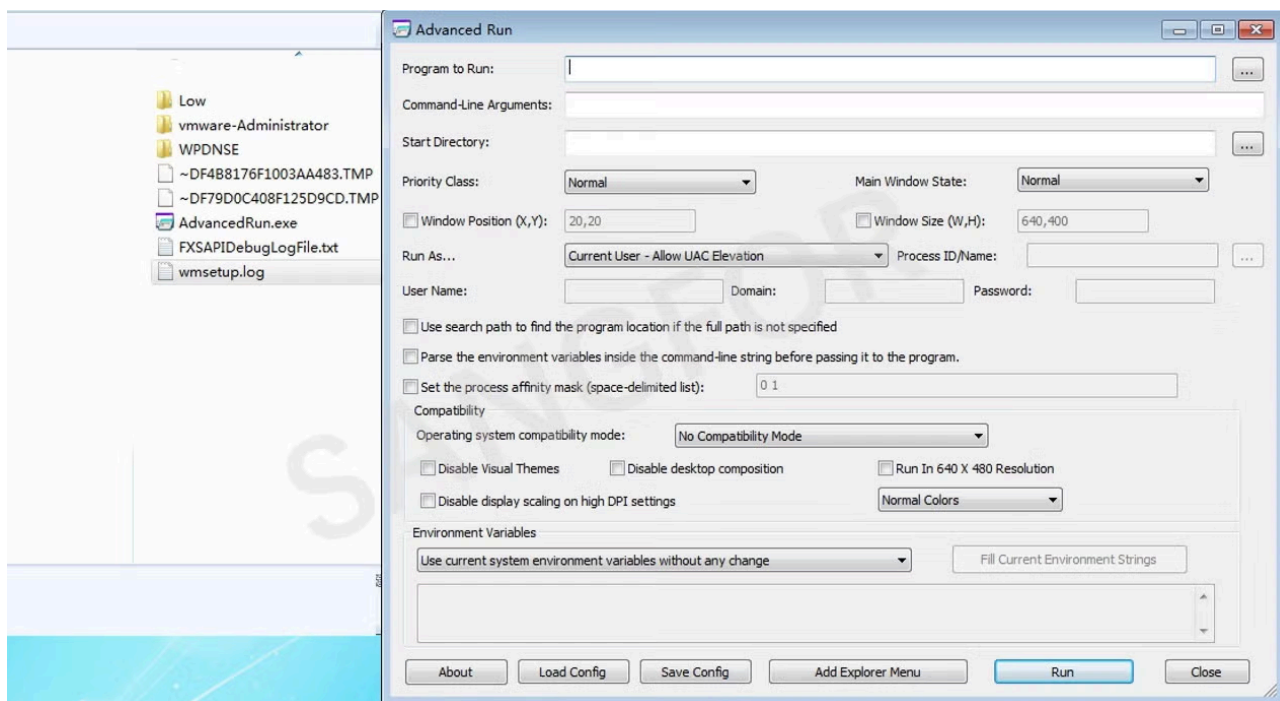 Low
vmware-Administrator
WPDNSE
~DF4B8176F1003AA483.TMP
~DF79D0C408F125D9CD.TMP
AdvancedRun.exe
FXSAPIDebugLogFile.txt
wmsetup.log
Advanced Run
Program to Run: ...
Command-Line Arguments:
Start Directory: ...
Priority Class: Normal Main Window State: Normal
Window Position (X,Y): 20,20 Window Size (W,H): 640,400
Run As... Current User - Allow UAC Elevation Process ID/Name: ...
User Name: Domain: Password:
Use search path to find the program location if the full path is not specified
Parse the environment variables inside the command-line string before passing it to the program.
Set the process affinity mask (space-delimited list): 0 1
Compatibility
Operating system compatibility mode: No Compatibility Mode
Disable Visual Themes Disable desktop composition Run In 640 X 480 Resolution
Disable display scaling on high DPI settings Normal Colors
Environment Variables
Use current system environment variables without any change Fill Current Environment Strings
About Load Config Save Config Add Explorer Menu Run Close
SANGFOR